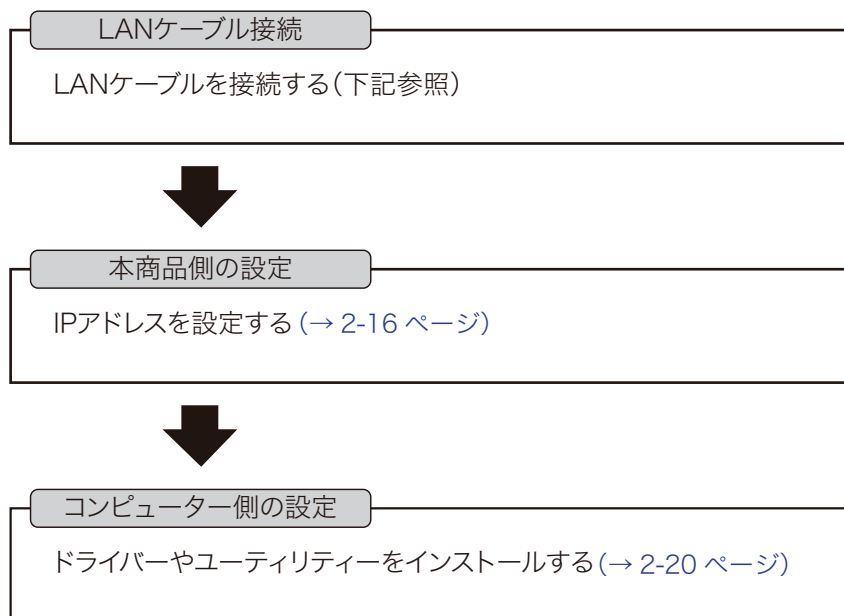 LANケーブル接続
LANケーブルを接続する（下記参照）
本商品側の設定
IPアドレスを設定する（→ 2-16 ページ）
コンピューター側の設定
ドライバーやユーティリティーをインストールする（→ 2-20 ページ）